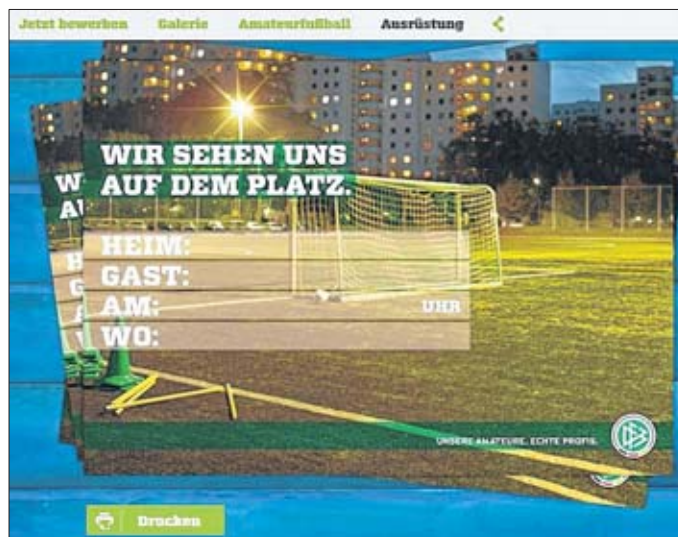 Jetzt bewerben Galerie Amateurfußball Ausrüstung
WIR SEHEN UNS
AUF DEM PLATZ.
HEIM:
GAST:
AM: UHR
WO:
UNSERE AMATEURE. ECHTE PROFIS.
DFB
Drucken